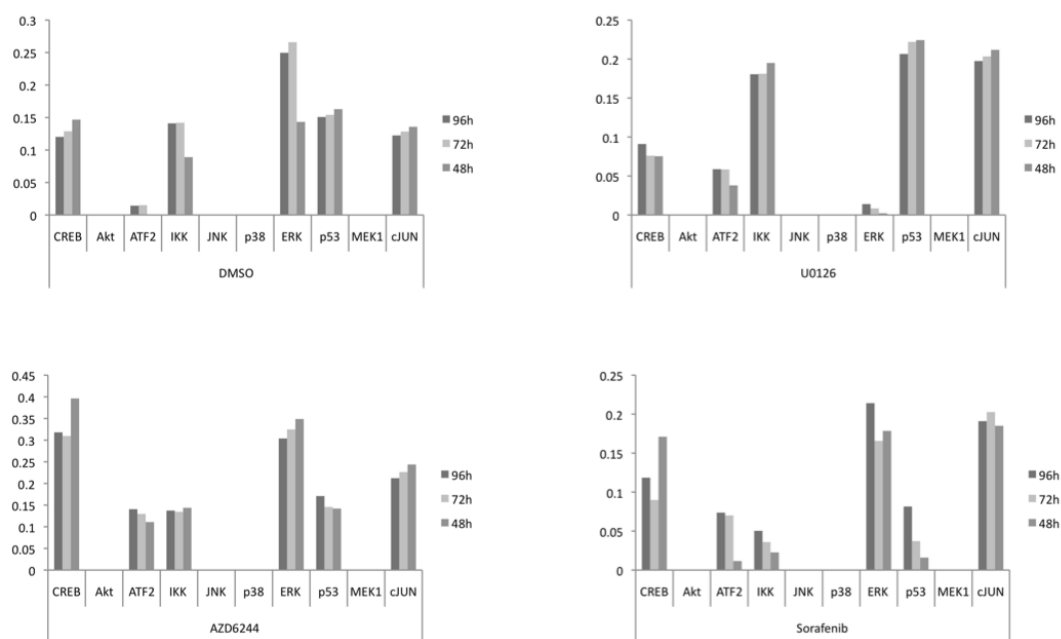 0.3
0.25
0.2
0.15
0.1
0.05
0
CREB Akt ATF2 IKK JNK p38 ERK p53 MEK1 cJUN
DMSO
96h
72h
48h
0.25
0.2
0.15
0.1
0.05
0
CREB Akt ATF2 IKK JNK p38 ERK p53 MEK1 cJUN
U0126
96h
72h
48h
0.45
0.4
0.35
0.3
0.25
0.2
0.15
0.1
0.05
0
CREB Akt ATF2 IKK JNK p38 ERK p53 MEK1 cJUN
AZD6244
96h
72h
48h
0.25
0.2
0.15
0.1
0.05
0
CREB Akt ATF2 IKK JNK p38 ERK p53 MEK1 cJUN
Sorafenib
96h
72h
48h